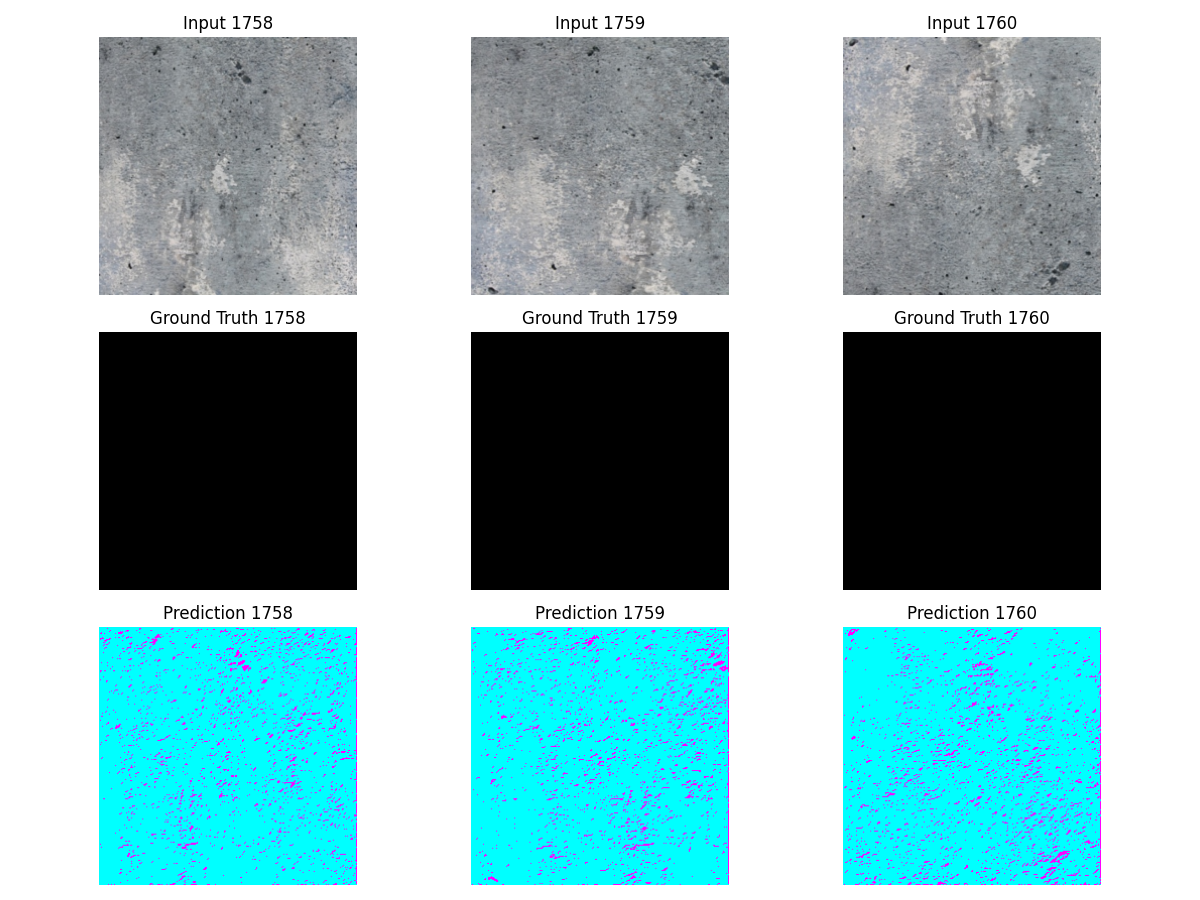 Input 1758
Input 1759
Input 1760
Ground Truth 1758
Ground Truth 1759
Ground Truth 1760
Prediction 1758
Prediction 1759
Prediction 1760